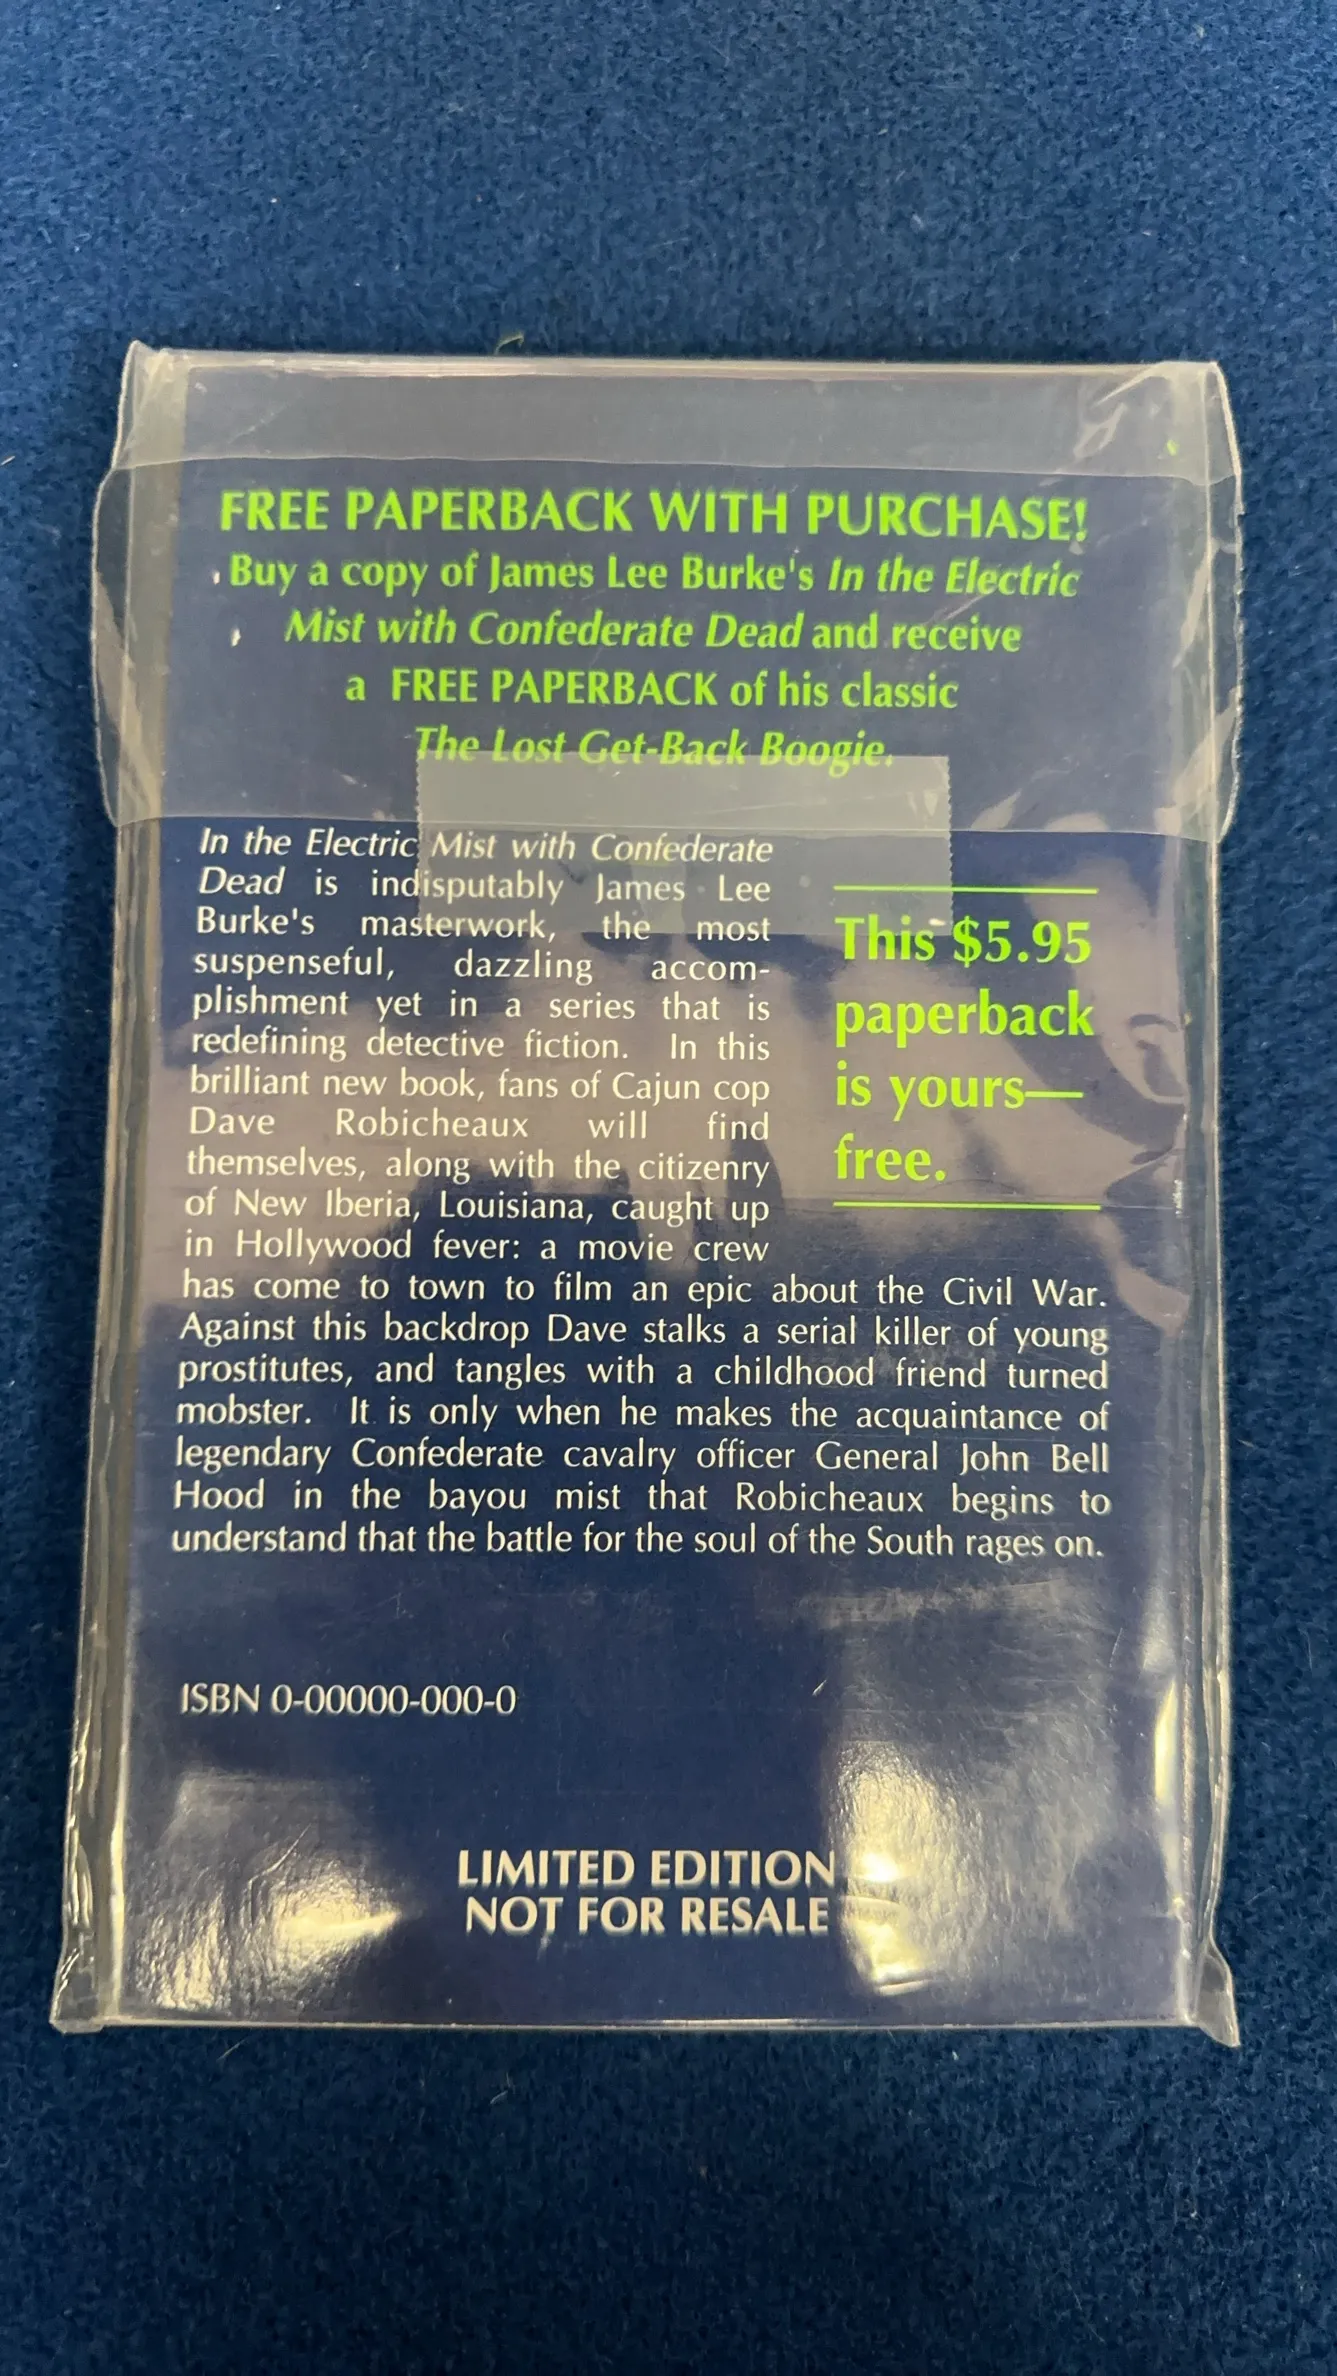 FREE PAPERBACK WITH PURCHASE!
Buy a copy of James Lee Burke's In the Electric
Mist with Confederate Dead and receive
a FREE PAPERBACK of his classic
The Lost Get-Back Boogie.
In the Electric Mist with Confederate
Dead is indisputably James Lee
Burke's masterwork, the most
suspenseful, dazzling accom-
plishment yet in a series that is
redefining detective fiction. In this
brilliant new book, fans of Cajun cop
Dave Robicheaux will find
themselves, along with the citizenry
of New Iberia, Louisiana, caught up
in Hollywood fever: a movie crew
has come to town to film an epic about the Civil War.
Against this backdrop Dave stalks a serial killer of young
prostitutes, and tangles with a childhood friend turned
mobster. It is only when he makes the acquaintance of
legendary Confederate cavalry officer General John Bell
Hood in the bayou mist that Robicheaux begins to
understand that the battle for the soul of the South rages on.
This $5.95
paperback
is yours—
free.
ISBN 0-00000-000-0
LIMITED EDITION
NOT FOR RESALE